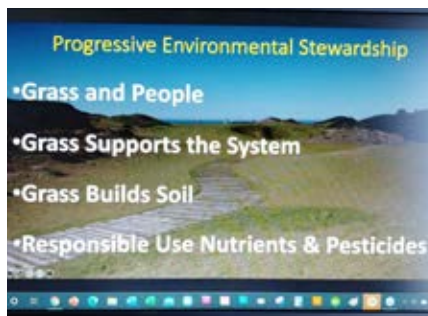 Progressive Environmental Stewardship
•Grass and People
•Grass Supports the System
•Grass Builds Soil
•Responsible Use Nutrients & Pesticides